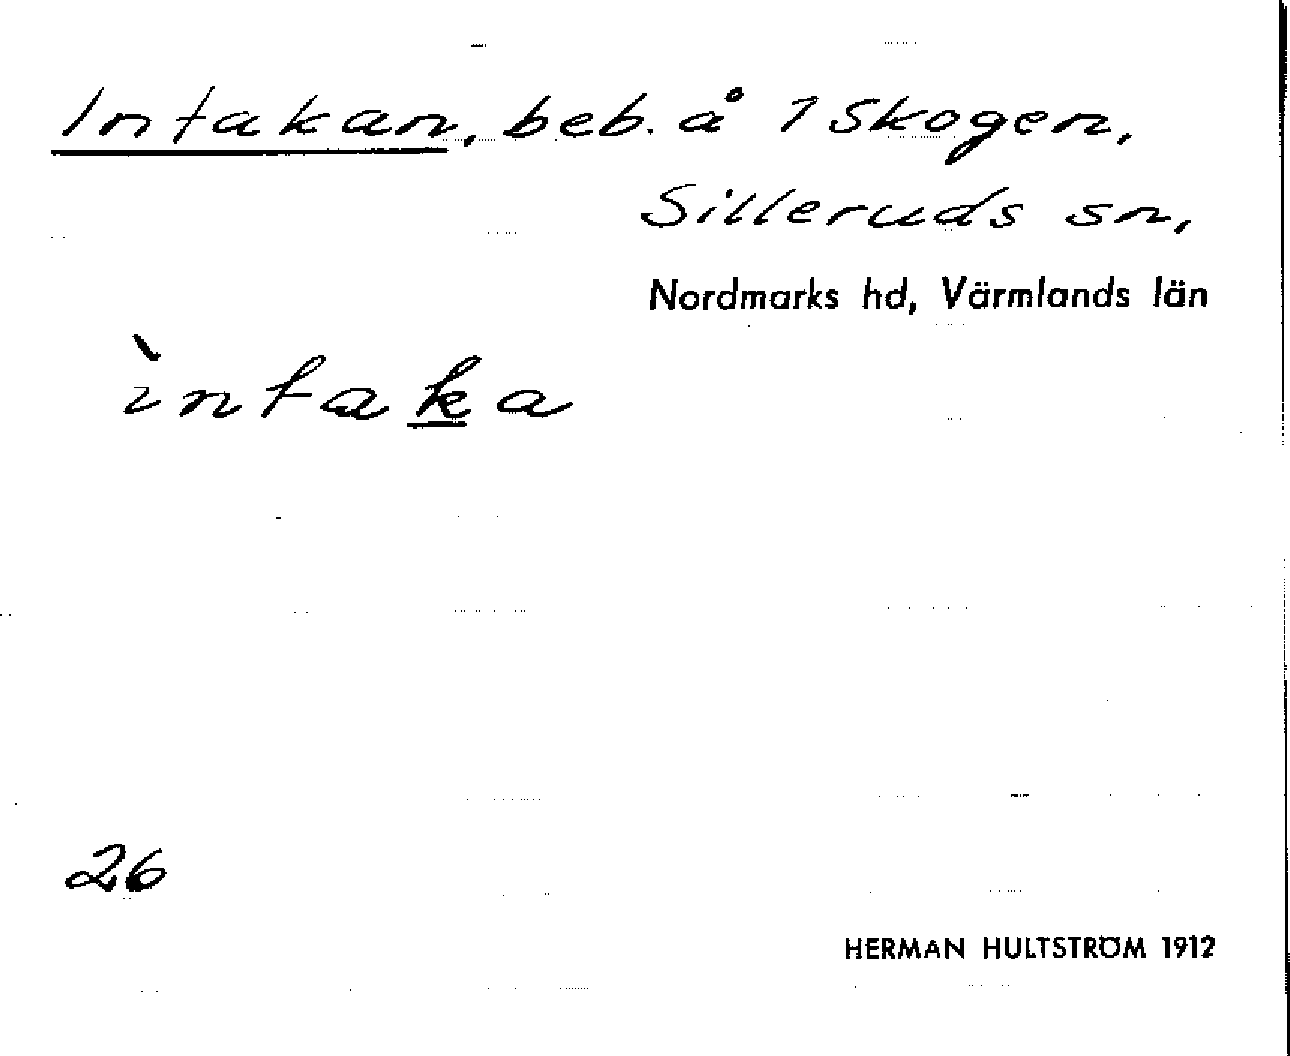 Intakan, beb. å 1 Skogen,
Silleruds sn,
Nordmarks hd, Värmlands län
ìntaka
26
HERMAN HULTSTRÖM 1912